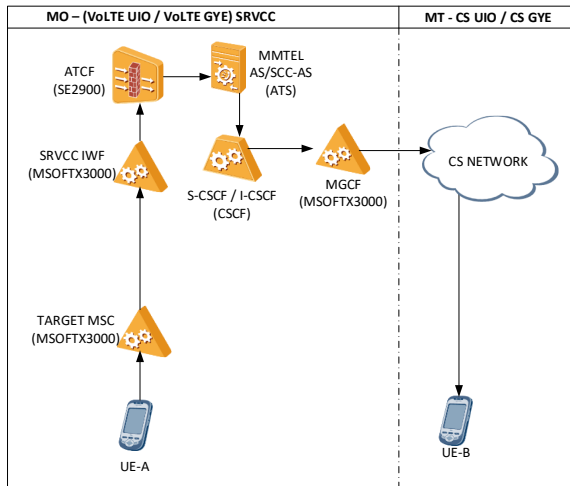 MO – (VoLTE UIO / VoLTE GYE) SRVCC
MT - CS UIO / CS GYE
ATCF
(SE2900)
MMTEL
AS/SCC-AS
(ATS)
SRVCC IWF
(MSOFTX3000)
S-CSCF / I-CSCF
(CSCF)
MGCF
(MSOFTX3000)
CS NETWORK
TARGET MSC
(MSOFTX3000)
UE-A
UE-B